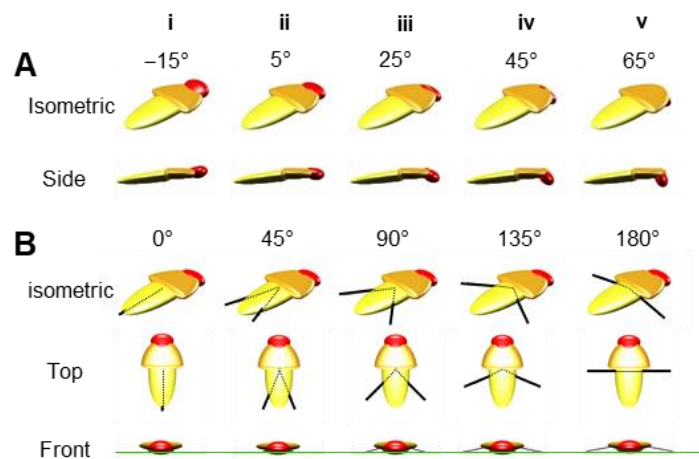 i ii iii iv v
−15° 5° 25° 45° 65°
A
Isometric
Side
B
0° 45° 90° 135° 180°
isometric
Top
Front